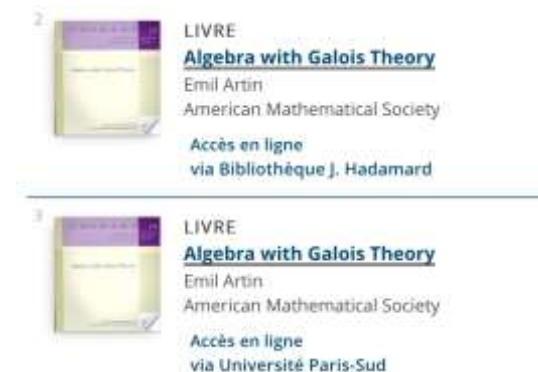 2
LIVRE
Algebra with Galois Theory
Emil Artin
American Mathematical Society
Accès en ligne
via Bibliothèque J. Hadamard
3
LIVRE
Algebra with Galois Theory
Emil Artin
American Mathematical Society
Accès en ligne
via Université Paris-Sud